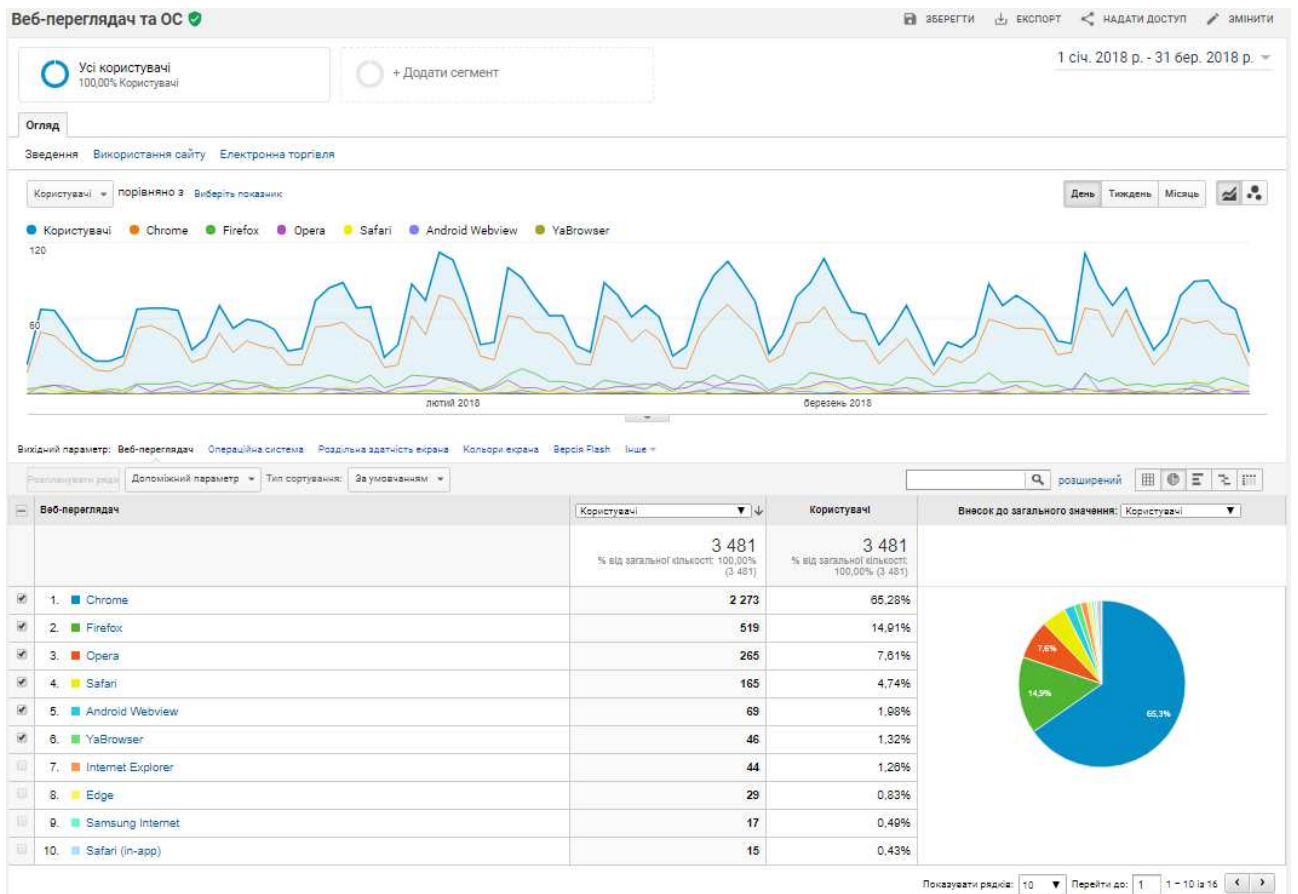 Веб-переглядач та ОС
ЗБЕРЕГТИ ЕКСПОРТ НАДАТИ ДОСТУП ЗМІНИТИ
Усі користувачі
100,00% Користувачі
+ Додати сегмент
1 січ. 2018 р. - 31 бер. 2018 р.
Огляд
Зведення Використання сайту Електронна торгівля
Користувачі порівняно з Виберіть показник
День Тиждень Місяць
Користувачі Chrome Firefox Opera Safari Android Webview YaBrowser
120
60
лютий 2018 березень 2018
Вихідний параметр: Веб-переглядач Операційна система Роздільна здатність екрана Кольори екрана Версія Flash Інше
Розпланувати ряди Допоміжний параметр Тип сортування: За умовчанням
розширений
Веб-переглядач Користувачі Користувачі Внесок до загального значення: Користувачі
3 481 3 481
% від загальної кількості: 100,00% % від загальної кількості:
(3 481) 100,00% (3 481)
1. Chrome 2 273 65,28%
2. Firefox 519 14,91%
3. Opera 265 7,61%
4. Safari 165 4,74%
5. Android Webview 69 1,98%
6. YaBrowser 46 1,32%
7. Internet Explorer 44 1,26%
8. Edge 29 0,83%
9. Samsung Internet 17 0,49%
10. Safari (in-app) 15 0,43%
7,6%
14,9%
65,3%
Показувати рядків: 10 Перейти до: 1 1 – 10 із 16